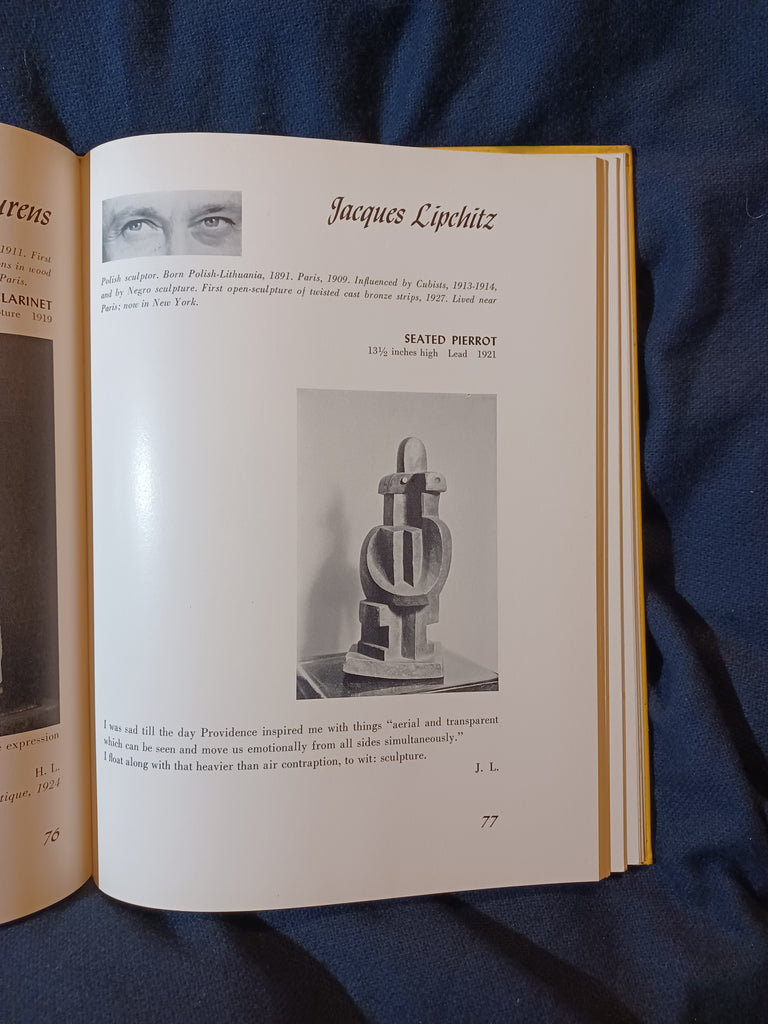 urens
1911. First
ns in wood
Paris.
LARINET
ture 1919
expression
H. L.
tique, 1924
76
Jacques Lipchitz
Polish sculptor. Born Polish-Lithuania, 1891. Paris, 1909. Influenced by Cubists, 1913-1914,
and by Negro sculpture. First open-sculpture of twisted cast bronze strips, 1927. Lived near
Paris; now in New York.
SEATED PIERROT
13½ inches high Lead 1921
I was sad till the day Providence inspired me with things “aerial and transparent
which can be seen and move us emotionally from all sides simultaneously.”
I float along with that heavier than air contraption, to wit: sculpture.
J. L.
77